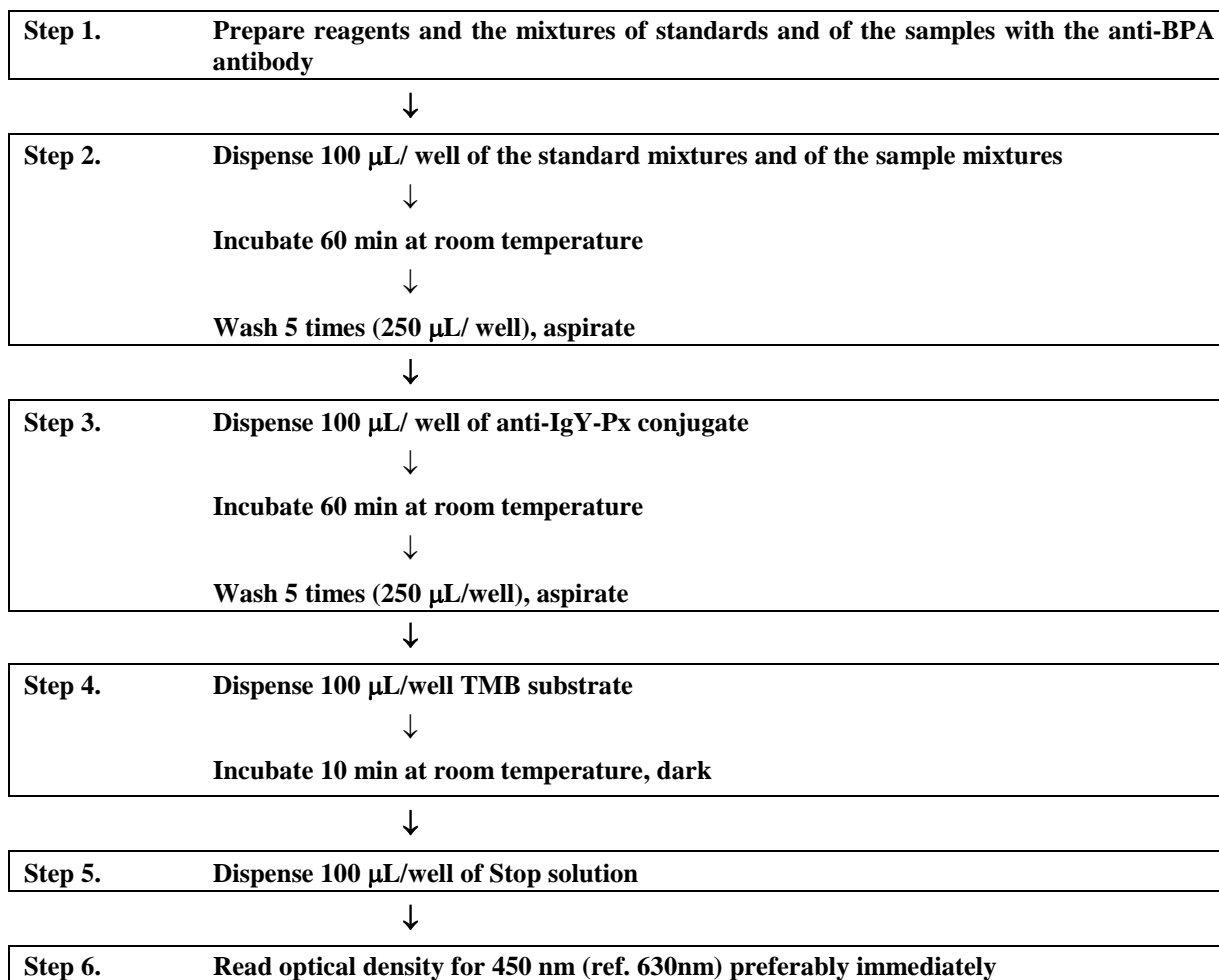 Step 1. Prepare reagents and the mixtures of standards and of the samples with the anti-BPA
antibody
↓
Step 2. Dispense 100 μL/ well of the standard mixtures and of the sample mixtures
↓
Incubate 60 min at room temperature
↓
Wash 5 times (250 μL/ well), aspirate
↓
Step 3. Dispense 100 μL/ well of anti-IgY-Px conjugate
↓
Incubate 60 min at room temperature
↓
Wash 5 times (250 μL/well), aspirate
↓
Step 4. Dispense 100 μL/well TMB substrate
↓
Incubate 10 min at room temperature, dark
↓
Step 5. Dispense 100 μL/well of Stop solution
↓
Step 6. Read optical density for 450 nm (ref. 630nm) preferably immediately